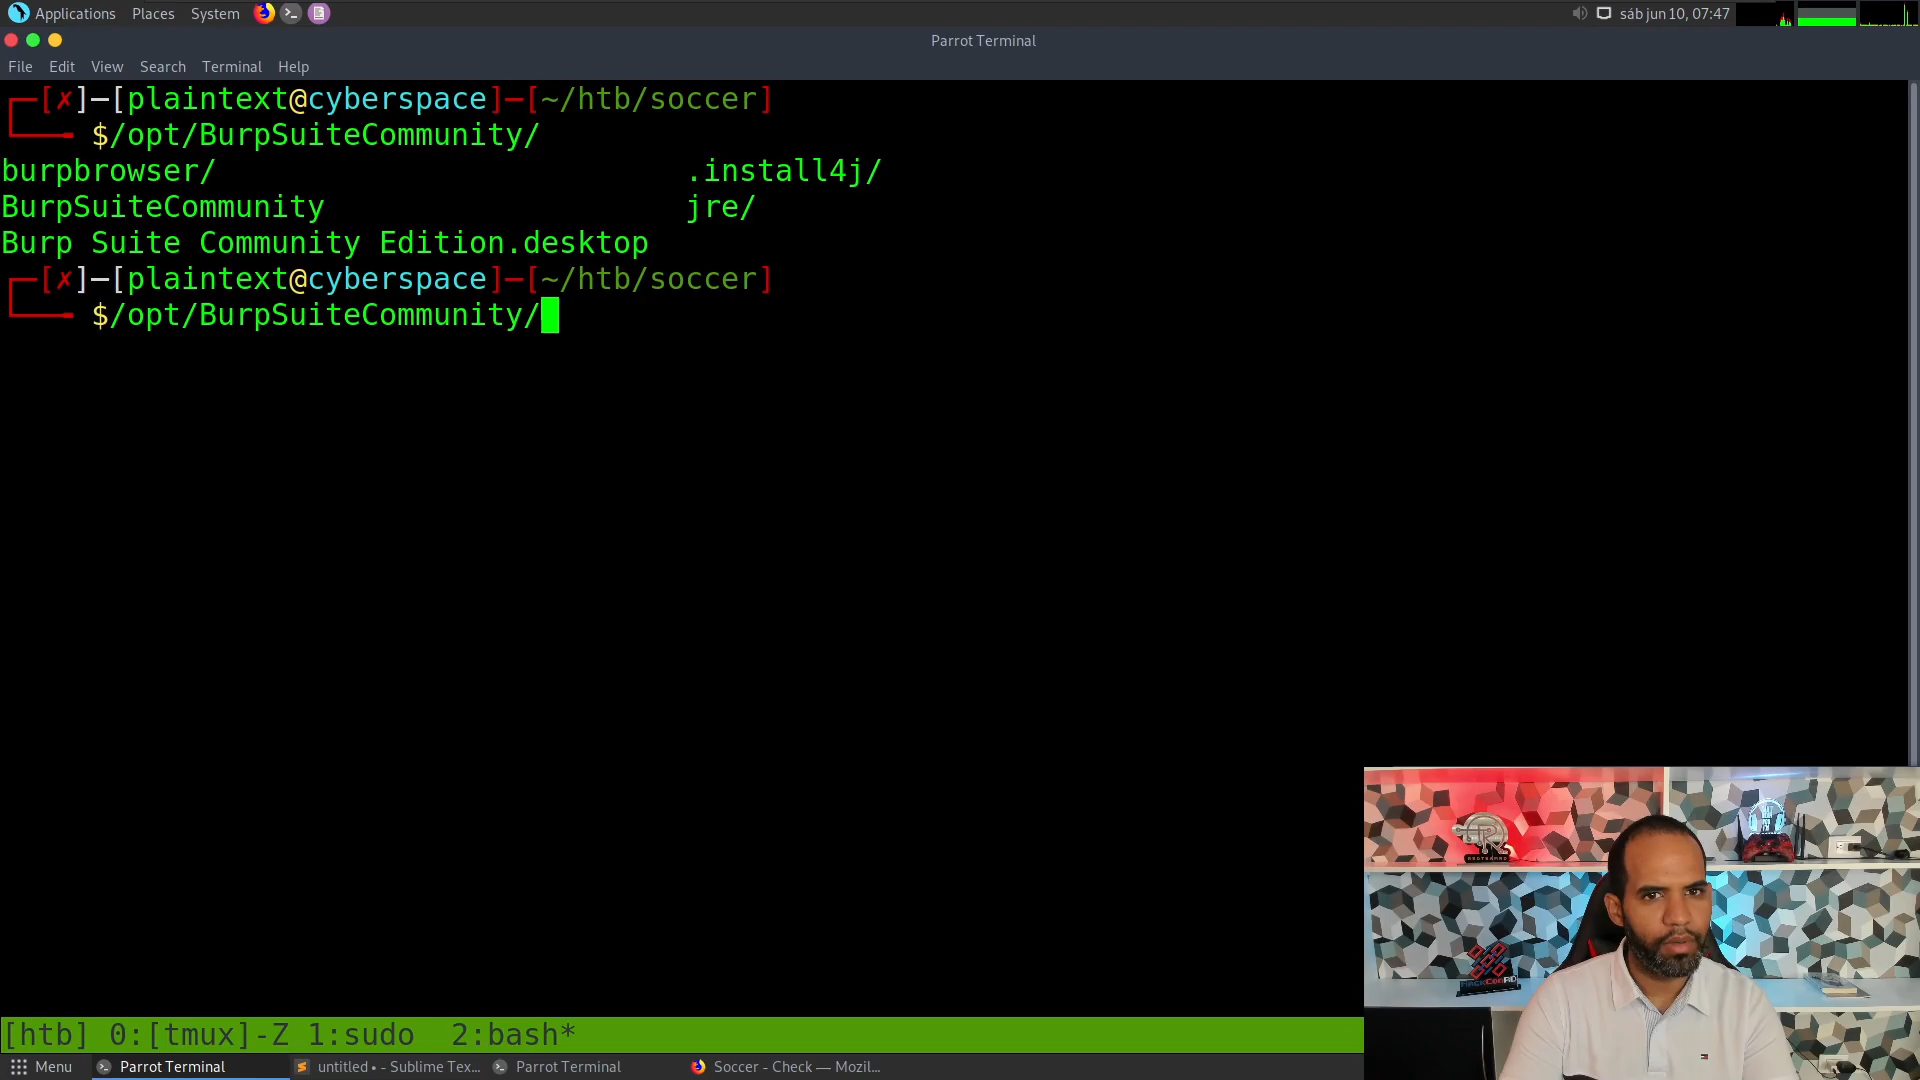 Applications Places System sáb jun 10, 07:47
Parrot Terminal
File Edit View Search Terminal Help
┌─[✗]─[plaintext@cyberspace]─[~/htb/soccer]
└──╼ $/opt/BurpSuiteCommunity/
burpbrowser/ .install4j/
BurpSuiteCommunity jre/
Burp Suite Community Edition.desktop
┌─[✗]─[plaintext@cyberspace]─[~/htb/soccer]
└──╼ $/opt/BurpSuiteCommunity/
[htb] 0:[tmux]-Z 1:sudo 2:bash*
Menu Parrot Terminal untitled • - Sublime Tex... Parrot Terminal Soccer - Check — Mozil...